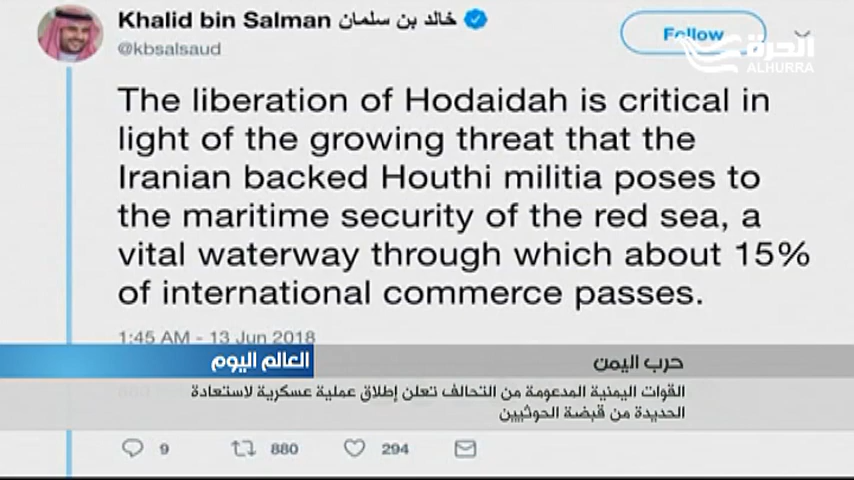 Khalid bin Salman خالد بن سلمان
@kbsalsaud
Follow
الحرة
ALHURRA
The liberation of Hodaidah is critical in
light of the growing threat that the
Iranian backed Houthi militia poses to
the maritime security of the red sea, a
vital waterway through which about 15%
of international commerce passes.
1:45 AM - 13 Jun 2018
حرب اليمن
العالم اليوم
القوات اليمنية المدعومة من التحالف تعلن إطلاق عملية عسكرية لاستعادة
الحديدة من قبضة الحوثيين
9 880 294